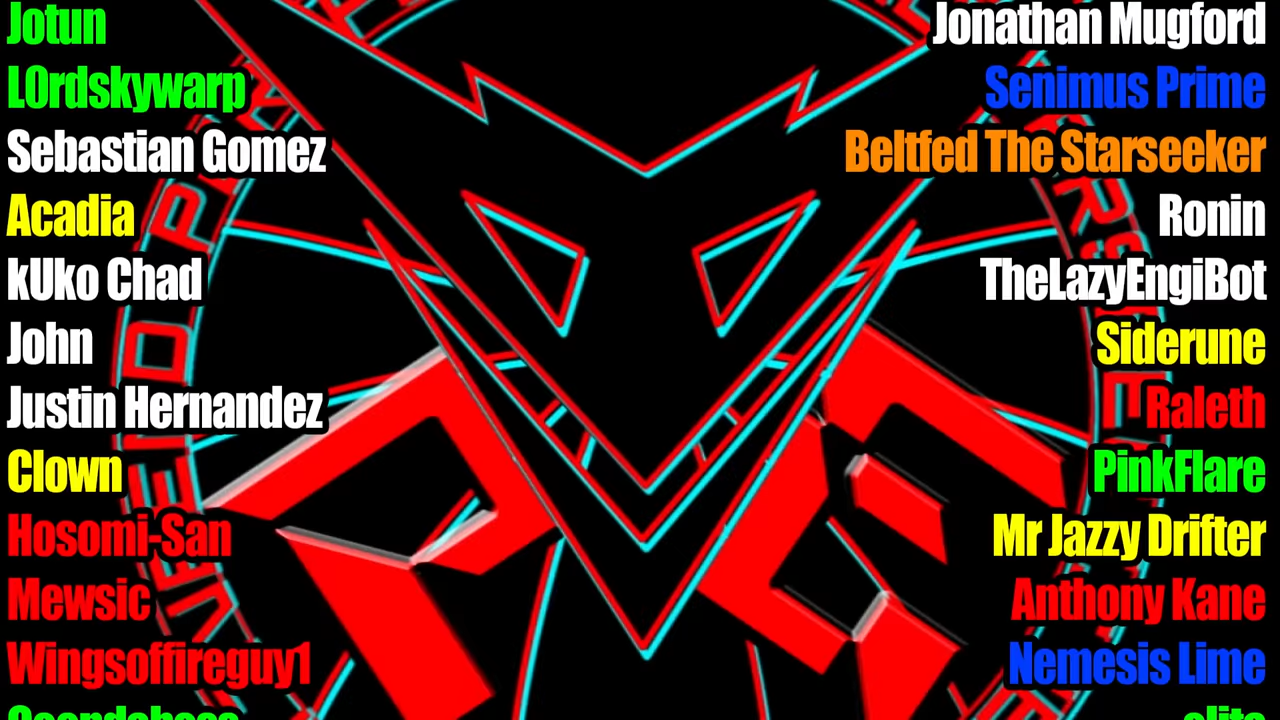 Jotun
L0rdskywarp
Sebastian Gomez
Acadia
kUko Chad
John
Justin Hernandez
Clown
Hosomi-San
Mewsic
Wingsoffireguy1
Jonathan Mugford
Senimus Prime
Beltfed The Starseeker
Ronin
TheLazyEngiBot
Siderune
Raleth
PinkFlare
Mr Jazzy Drifter
Anthony Kane
Nemesis Lime
elite